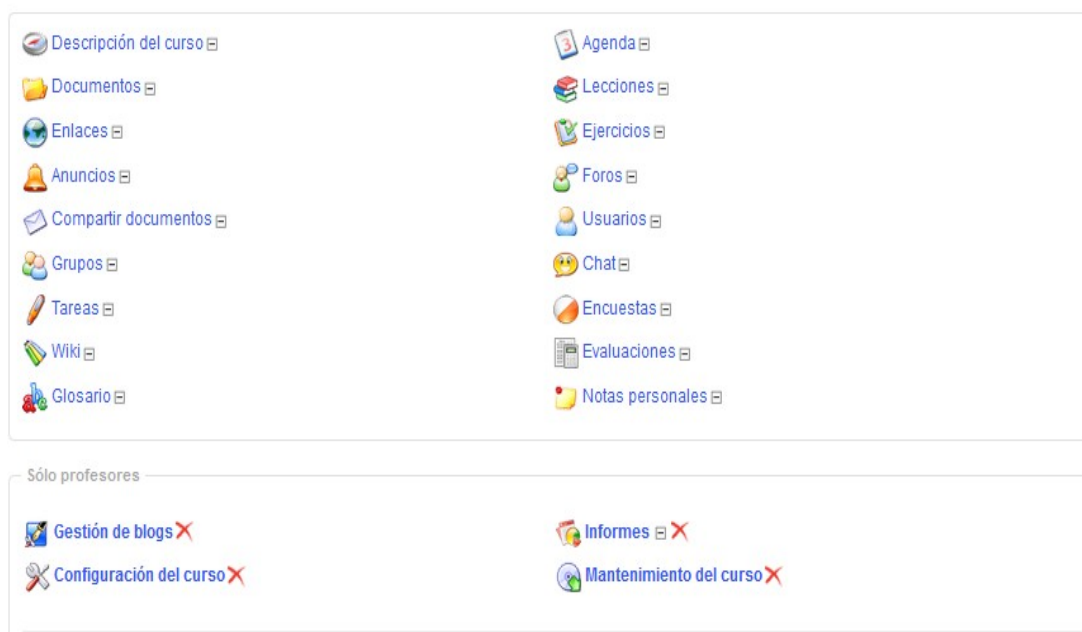 Descripción del curso
Agenda
Documentos
Lecciones
Enlaces
Ejercicios
Anuncios
Foros
Compartir documentos
Usuarios
Grupos
Chat
Tareas
Encuestas
Wiki
Evaluaciones
Glosario
Notas personales
Sólo profesores
Gestión de blogs
Informes
Configuración del curso
Mantenimiento del curso